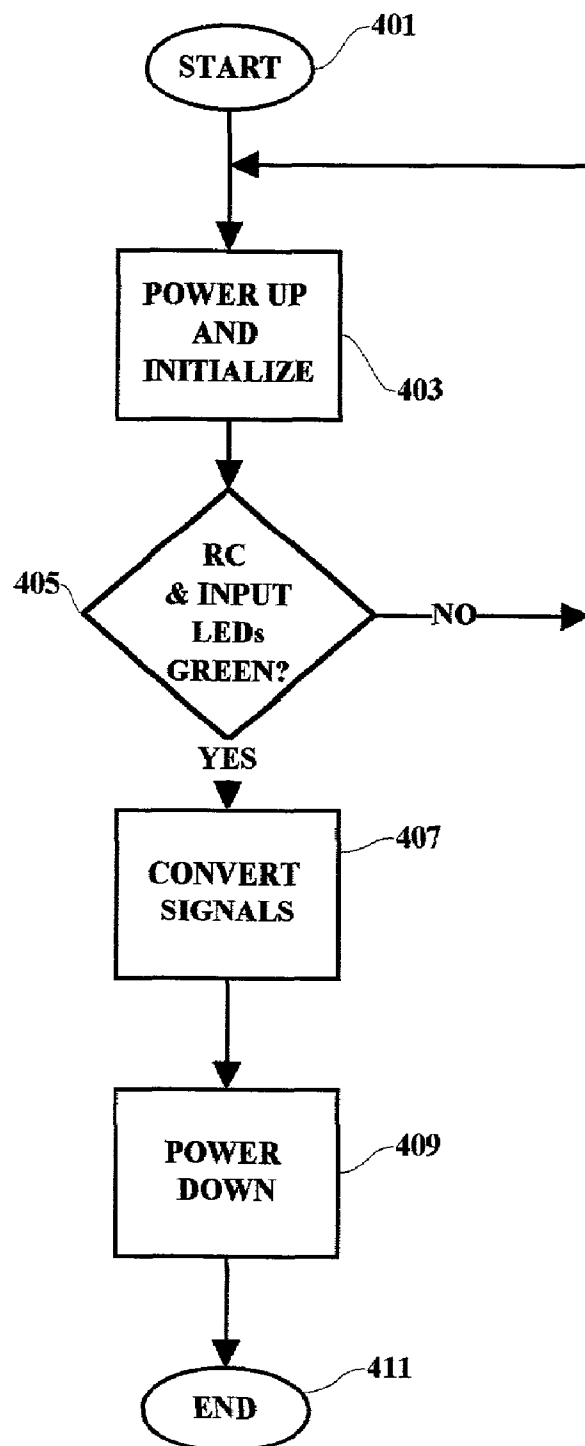 401
START
POWER UP
AND
INITIALIZE
403
405
RC
& INPUT
LEDs
GREEN?
NO
YES
407
CONVERT
SIGNALS
409
POWER
DOWN
411
END